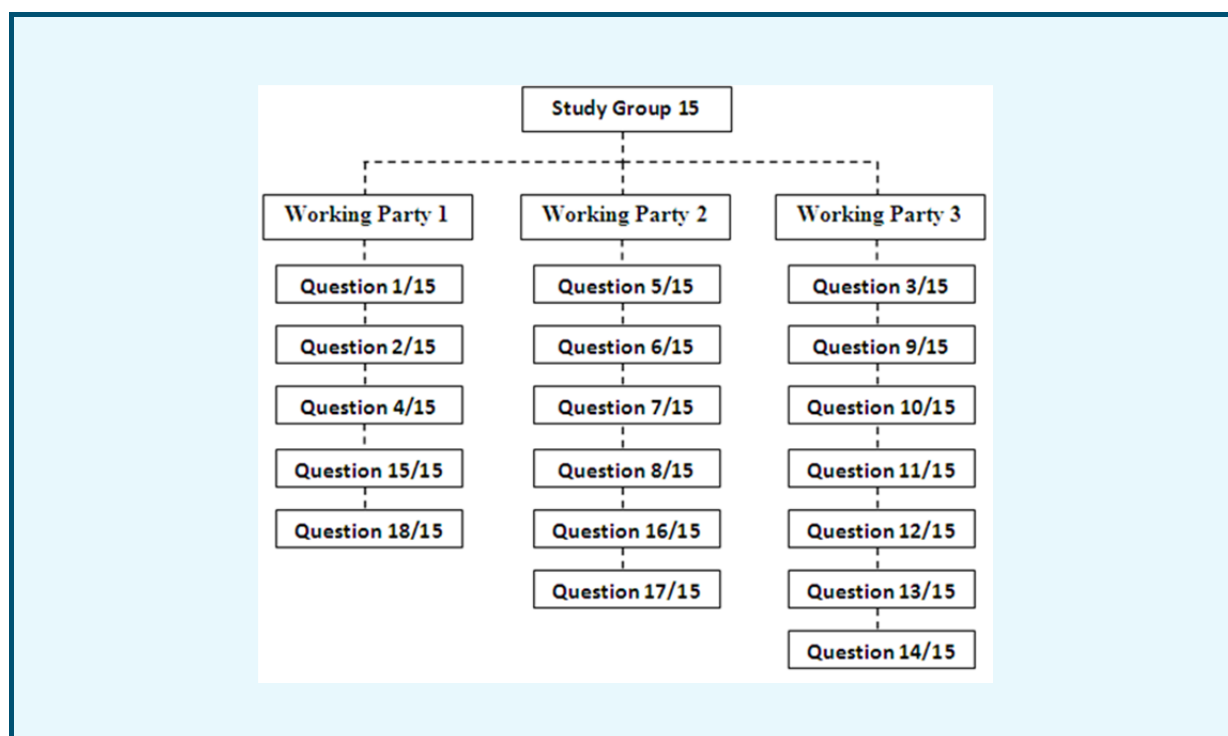 Study Group 15
Working Party 1
Working Party 2
Working Party 3
Question 1/15
Question 5/15
Question 3/15
Question 2/15
Question 6/15
Question 9/15
Question 4/15
Question 7/15
Question 10/15
Question 15/15
Question 8/15
Question 11/15
Question 18/15
Question 16/15
Question 12/15
Question 17/15
Question 13/15
Question 14/15